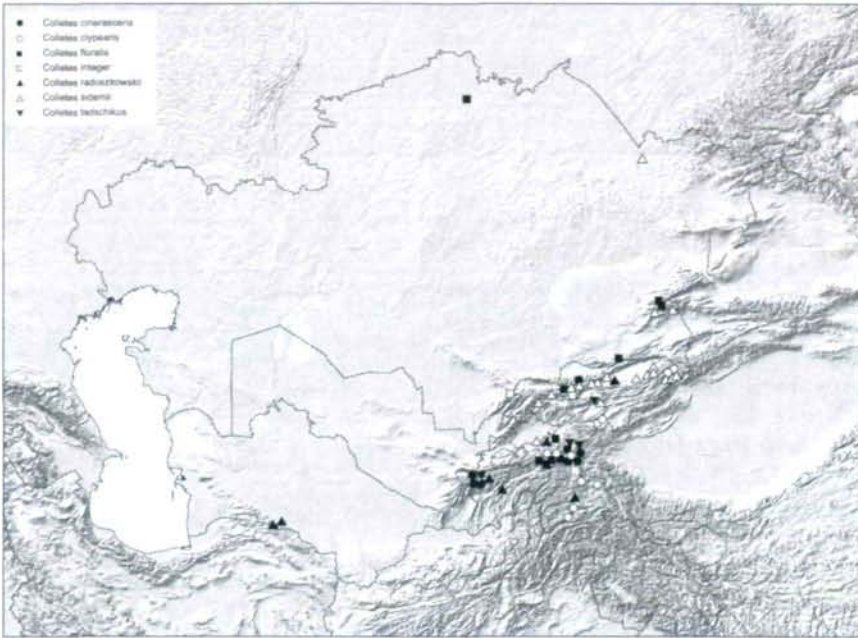 Colletes cinerascens
Colletes clypearis
Colletes floralis
Colletes integer
Colletes radoszkowskii
Colletes sidemii
Colletes tadschikus